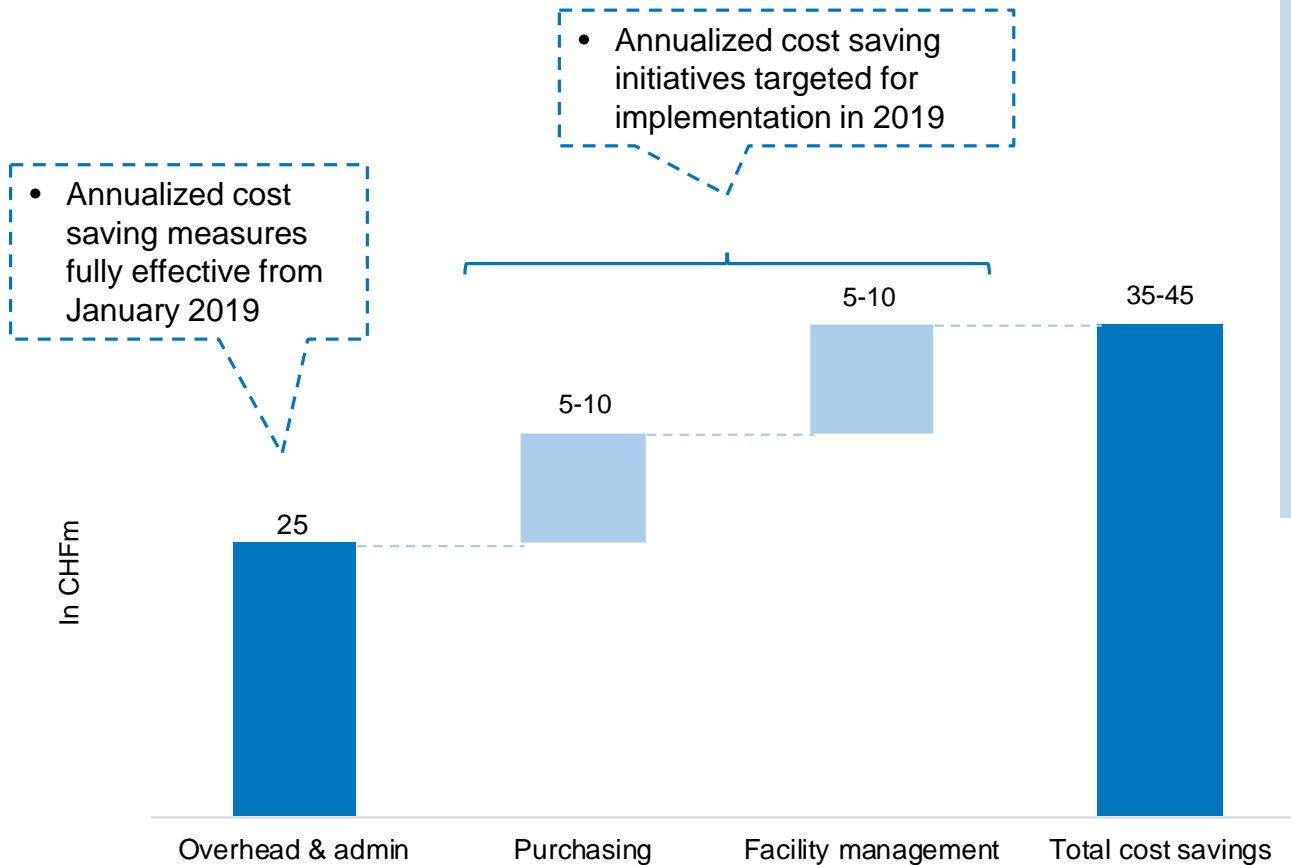 • Annualized cost saving
initiatives targeted for
implementation in 2019
• Annualized cost
saving measures
fully effective from
January 2019
5-10
35-45
5-10
25
In CHFm
Overhead & admin
Purchasing
Facility management
Total cost savings